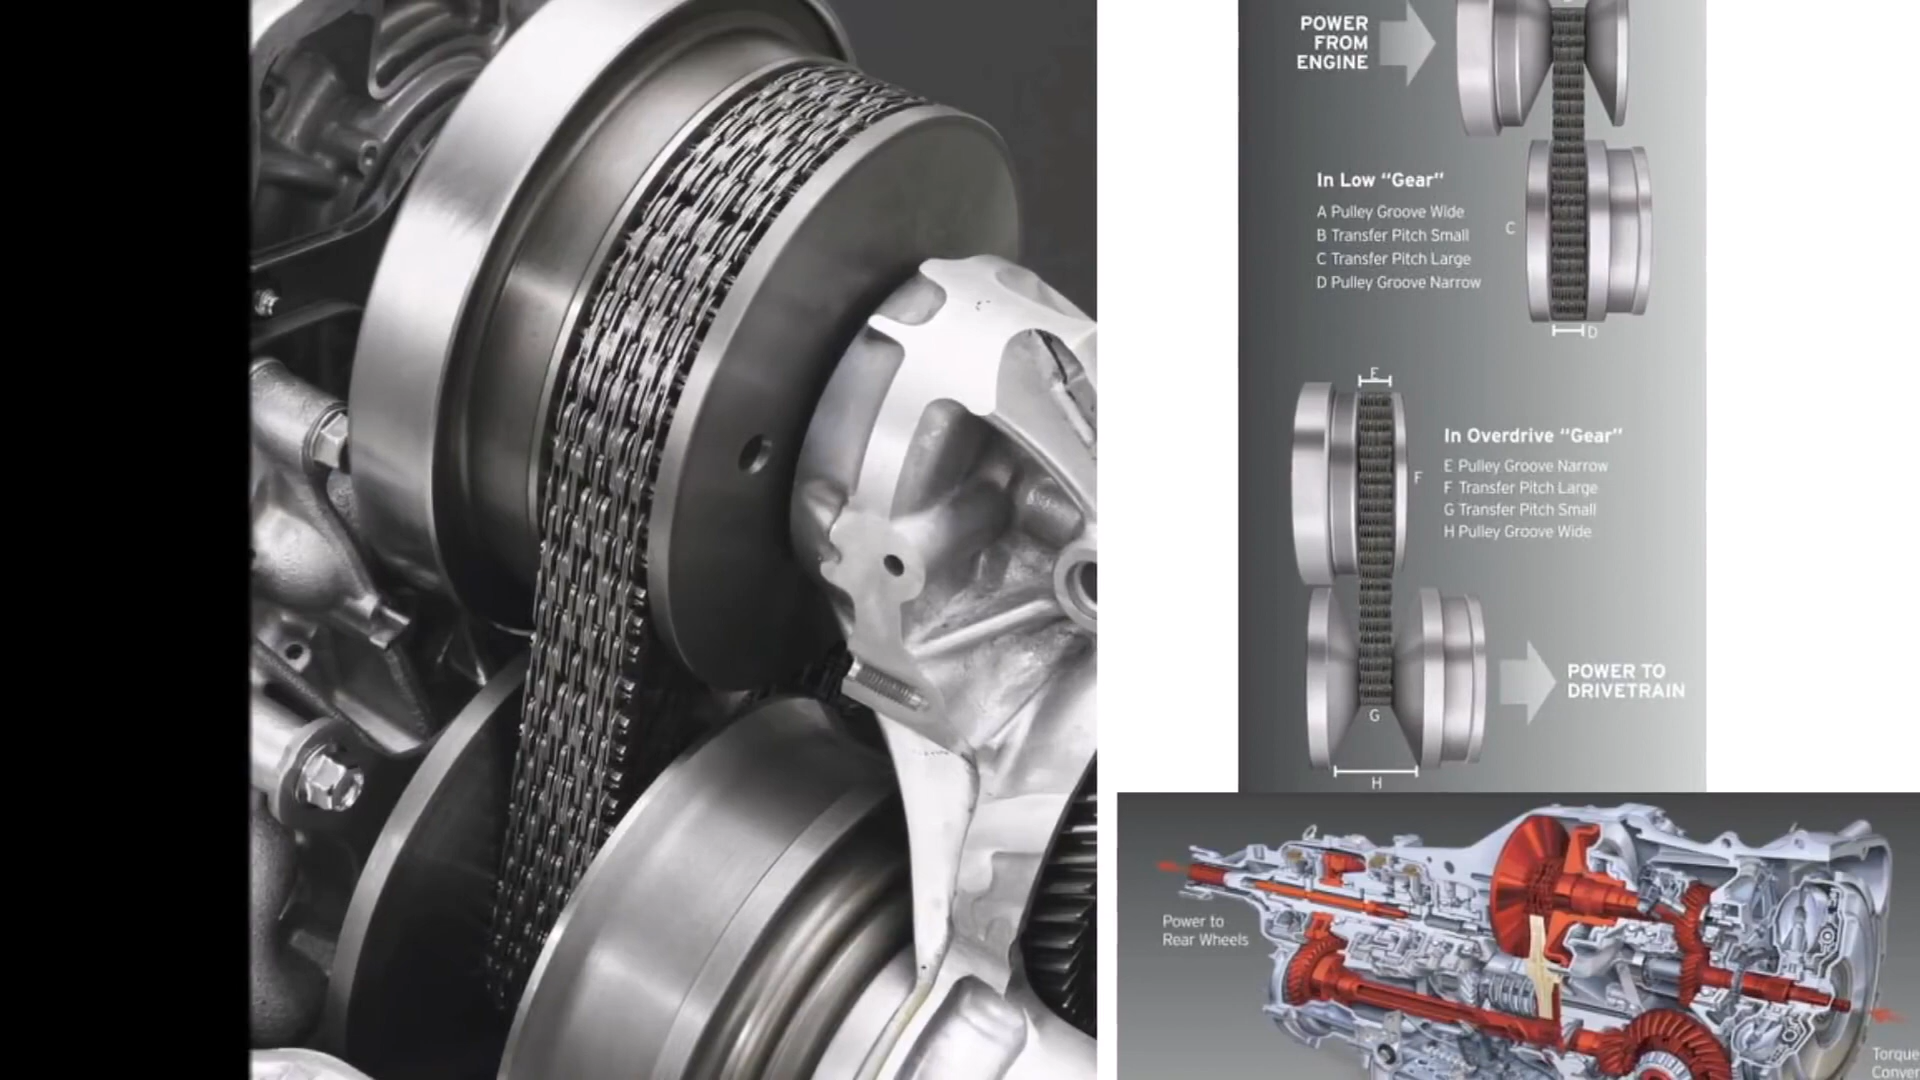 POWER
FROM
ENGINE
In Low “Gear”
A Pulley Groove Wide
B Transfer Pitch Small
C Transfer Pitch Large
D Pulley Groove Narrow
C
D
E
In Overdrive “Gear”
E Pulley Groove Narrow
F Transfer Pitch Large
G Transfer Pitch Small
H Pulley Groove Wide
F
POWER TO
DRIVETRAIN
G
H
Power to
Rear Wheels
Torque